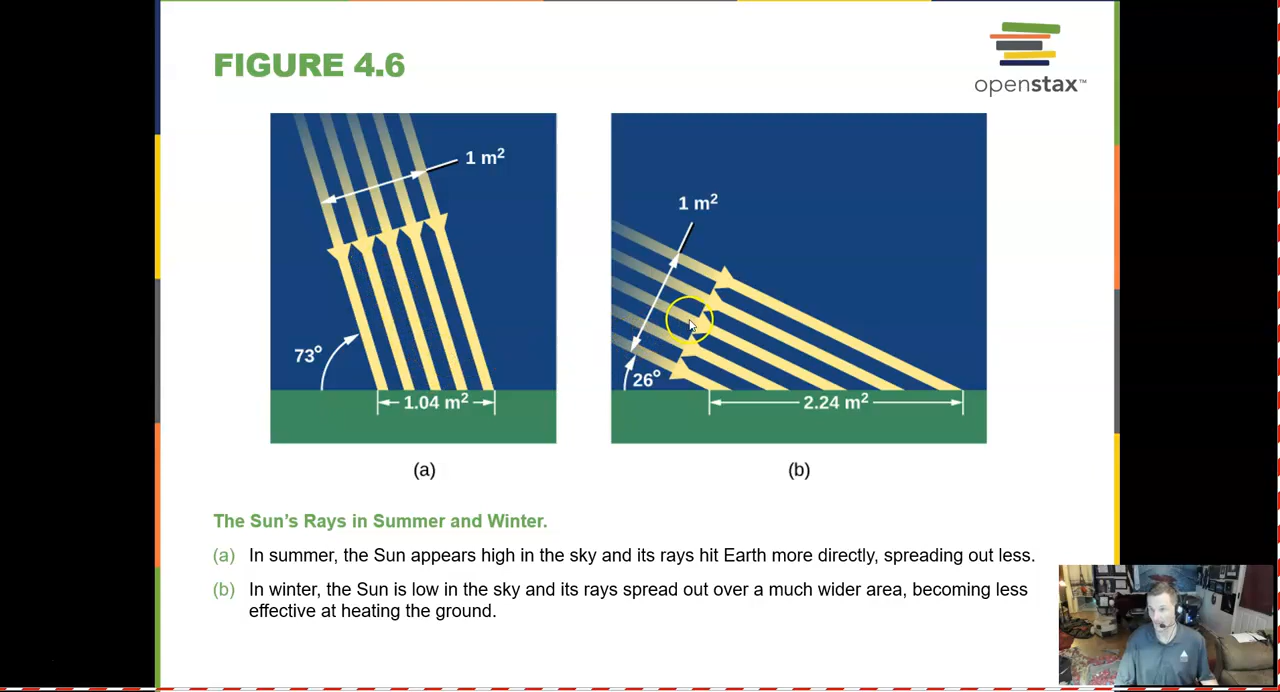 FIGURE 4.6
openstax™
1 m²
73°
1.04 m²
(a)
1 m²
26°
2.24 m²
(b)
The Sun's Rays in Summer and Winter.
(a) In summer, the Sun appears high in the sky and its rays hit Earth more directly, spreading out less.
(b) In winter, the Sun is low in the sky and its rays spread out over a much wider area, becoming less
effective at heating the ground.